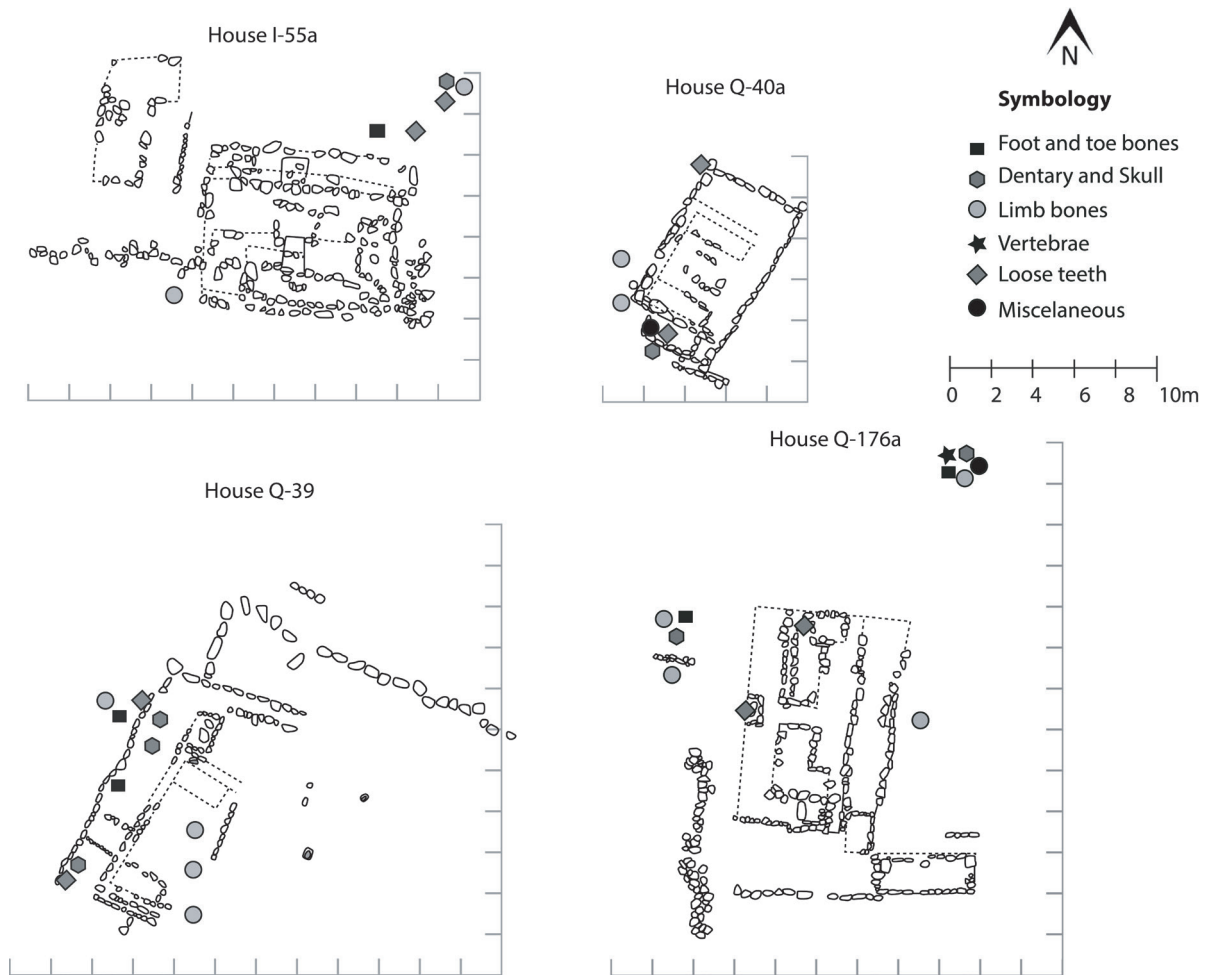 House I-55a
House Q-40a
N
Symbology
Foot and toe bones
Dentary and Skull
Limb bones
Vertebrae
Loose teeth
Miscelaneous
0 2 4 6 8 10m
House Q-176a
House Q-39